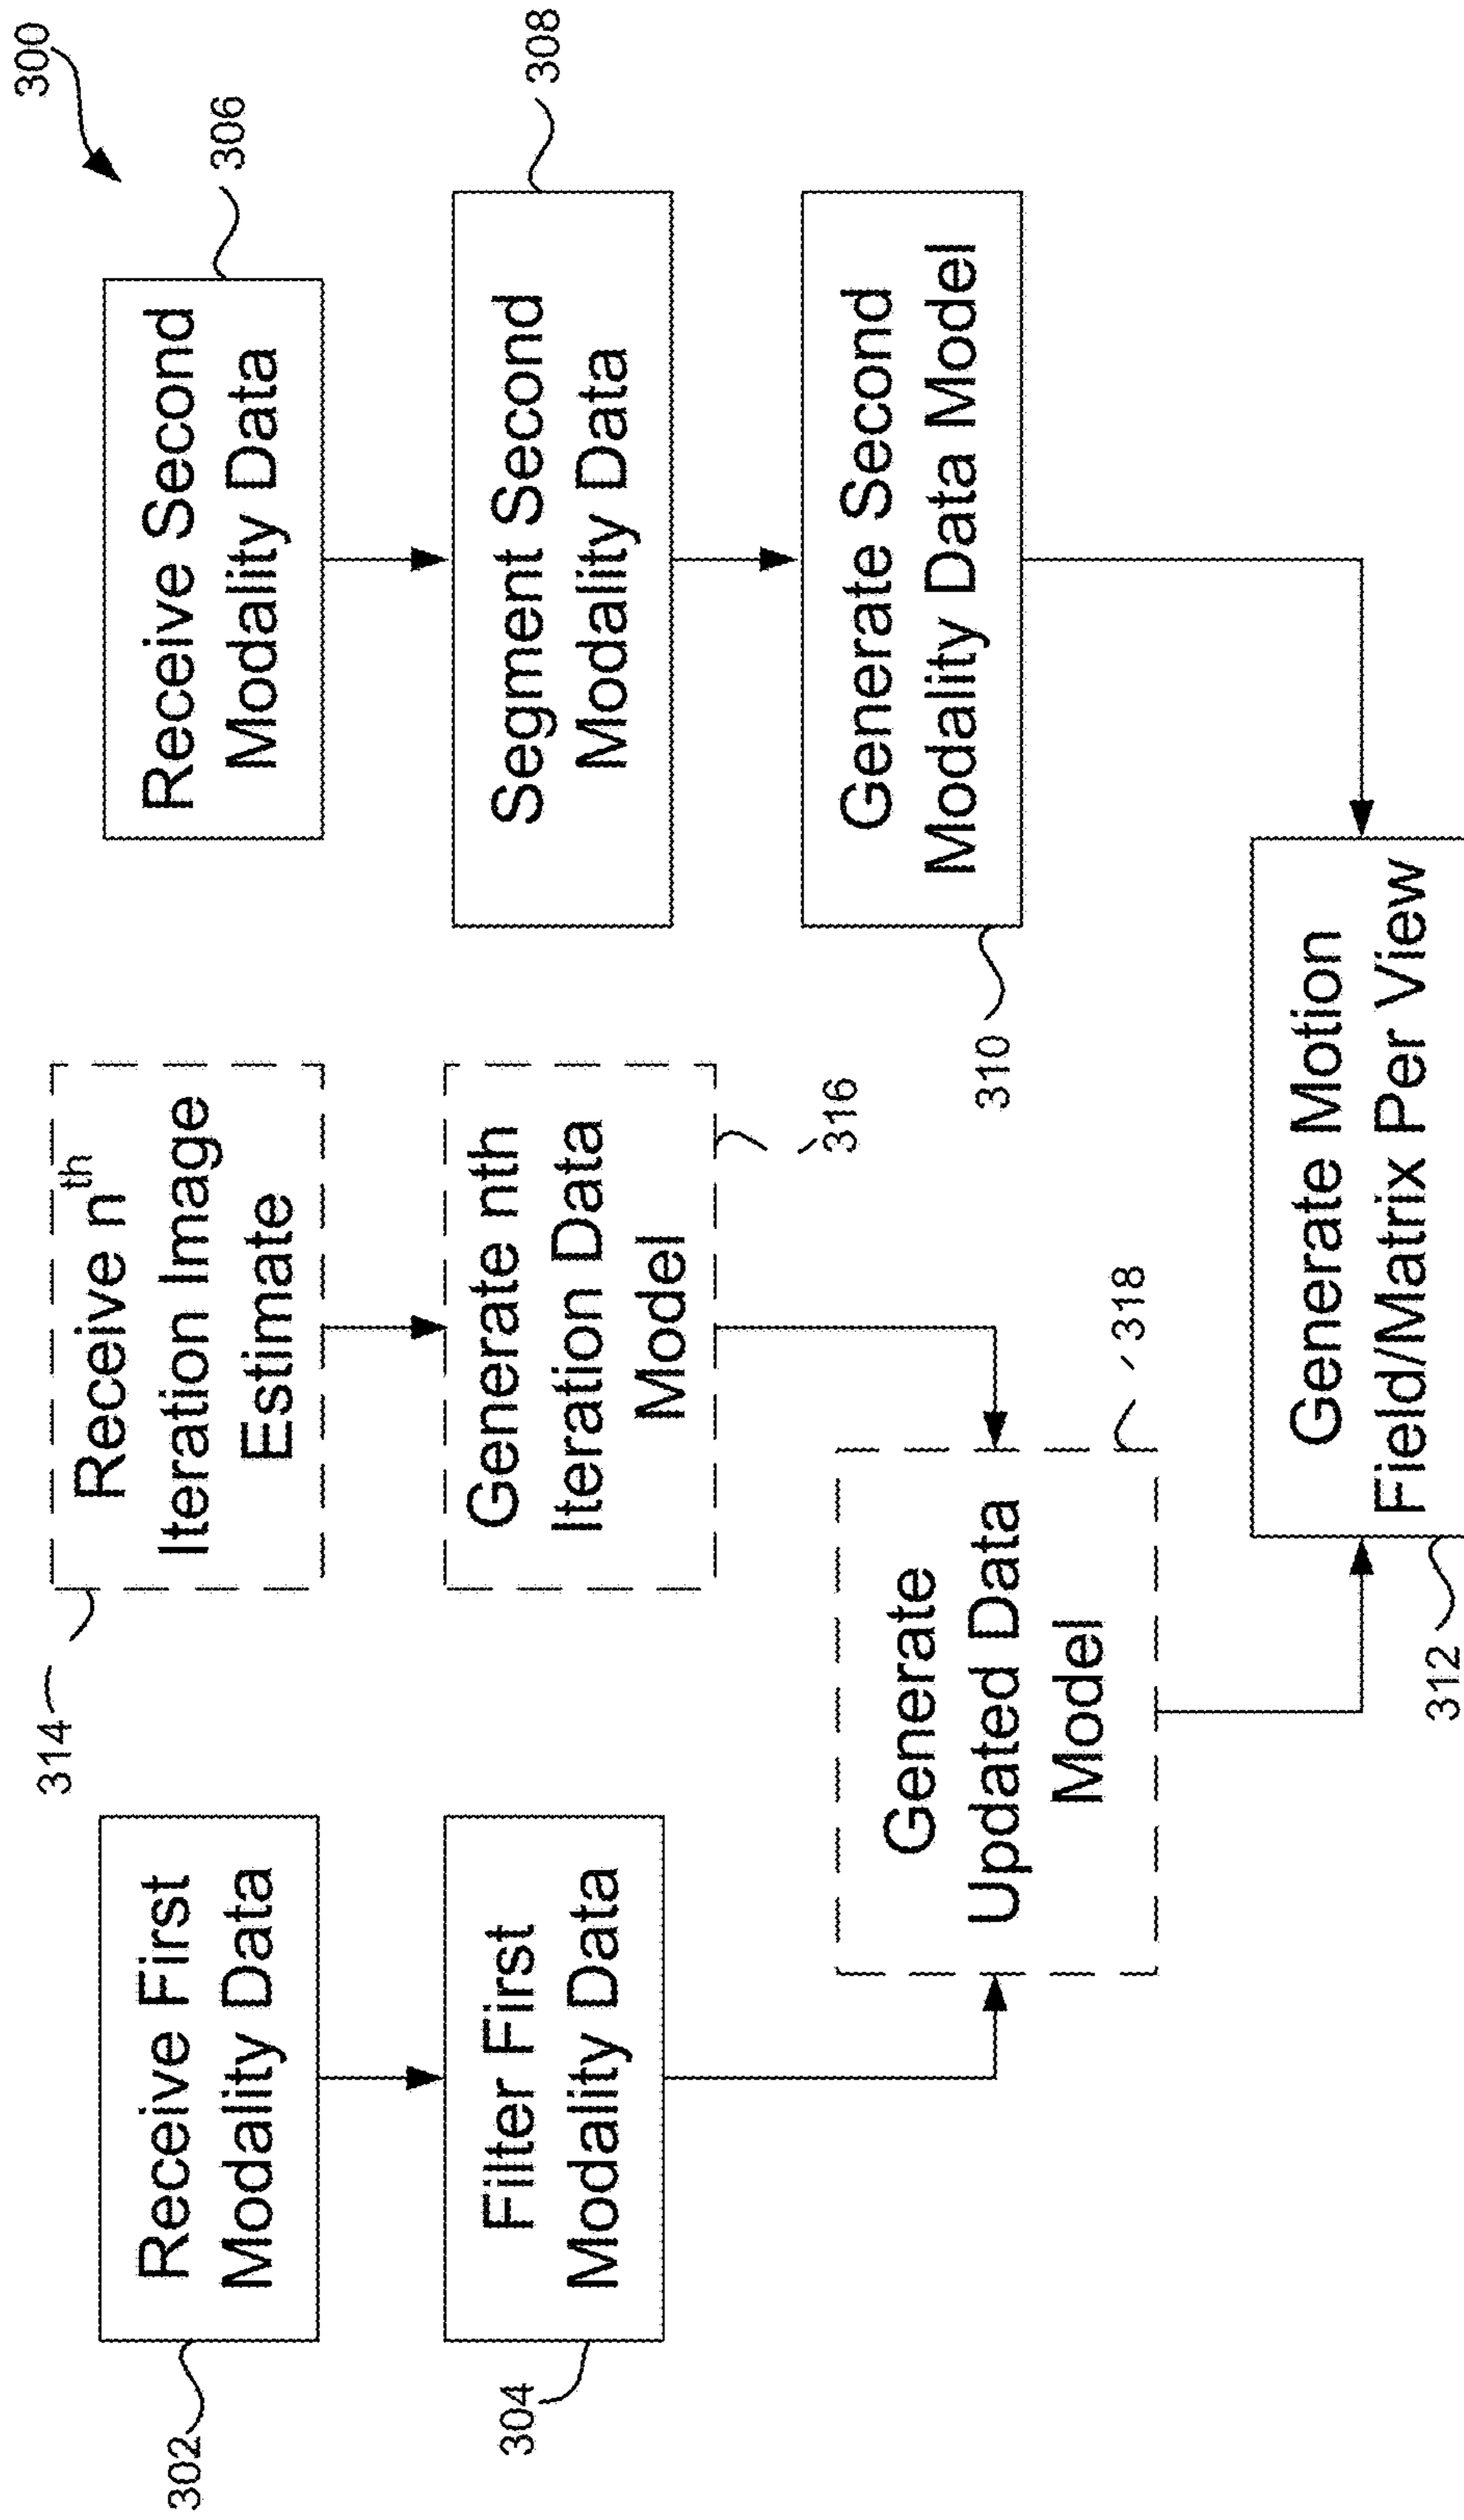 300
302
Receive First
Modality Data
304
Filter First
Modality Data
314
Receive nth
Iteration Image
Estimate
Generate nth
Iteration Data
Model
316
Generate
Updated Data
Model
318
306
Receive Second
Modality Data
308
Segment Second
Modality Data
310
Generate Second
Modality Data Model
312
Generate Motion
Field/Matrix Per View